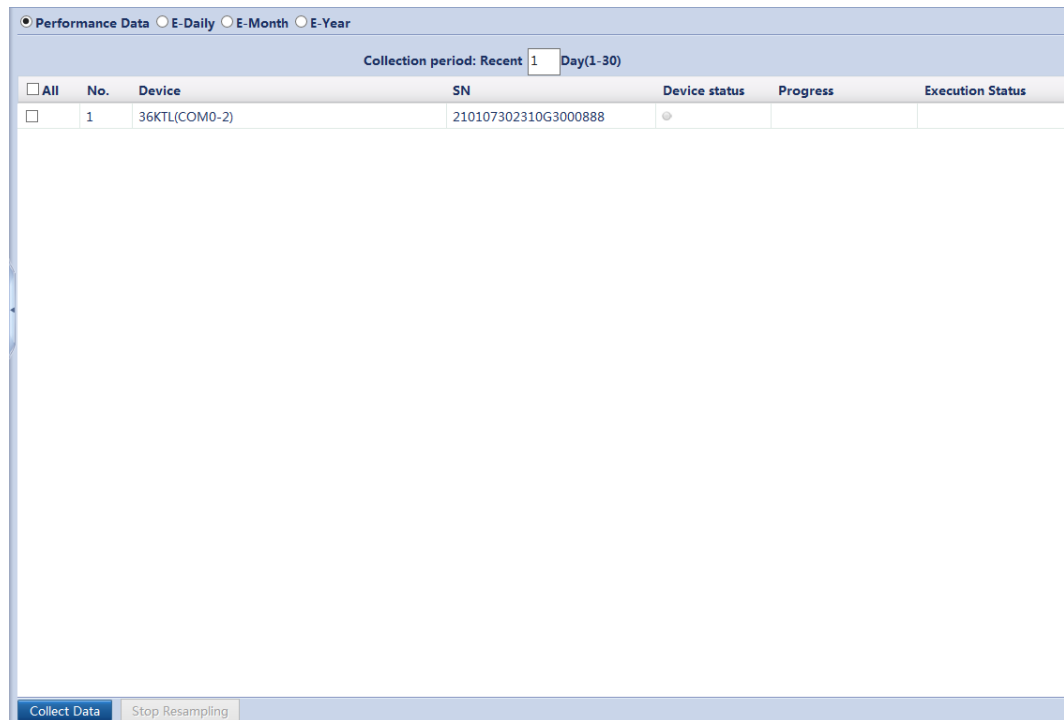 Performance Data E-Daily E-Month E-Year
Collection period: Recent 1 Day(1-30)
All No. Device SN Device status Progress Execution Status
1 36KTL(COM0-2) 210107302310G3000888
Collect Data Stop Resampling